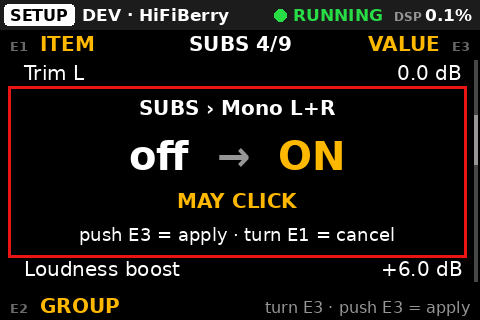 SETUP DEV · HiFiBerry RUNNING DSP 0.1%
E1 ITEM SUBS 4/9 VALUE E3
Trim L 0.0 dB
SUBS › Mono L+R
off → ON
MAY CLICK
push E3 = apply · turn E1 = cancel
Loudness boost +6.0 dB
E2 GROUP turn E3 · push E3 = apply